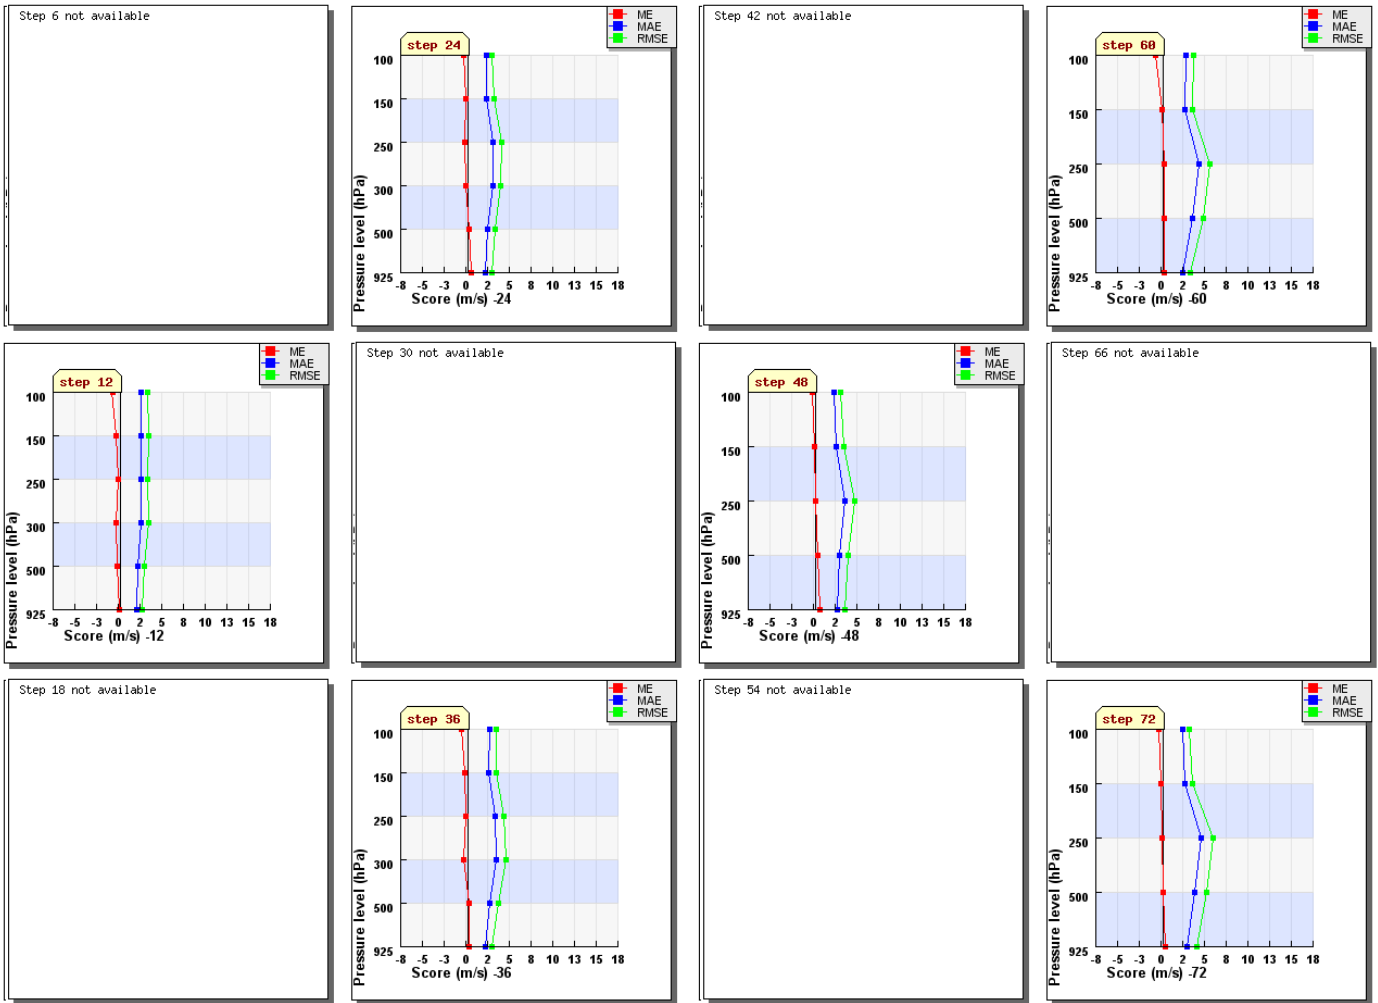 Step 6 not available
ME
MAE
RMSE
step 24
100
150
250
300
500
925
Pressure level (hPa)
-8 -5 -3 0 2 5 8 10 13 15 18
Score (m/s) -24
Step 42 not available
ME
MAE
RMSE
step 60
100
150
250
500
925
Pressure level (hPa)
-8 -5 -3 0 2 5 8 10 13 15 18
Score (m/s) -60
ME
MAE
RMSE
step 12
100
150
250
300
500
925
Pressure level (hPa)
-8 -5 -3 0 2 5 8 10 13 15 18
Score (m/s) -12
Step 30 not available
ME
MAE
RMSE
step 48
100
150
250
500
925
Pressure level (hPa)
-8 -5 -3 0 2 5 8 10 13 15 18
Score (m/s) -48
Step 66 not available
Step 18 not available
ME
MAE
RMSE
step 36
100
150
250
300
500
925
Pressure level (hPa)
-8 -5 -3 0 2 5 8 10 13 15 18
Score (m/s) -36
Step 54 not available
ME
MAE
RMSE
step 72
100
150
250
500
925
Pressure level (hPa)
-8 -5 -3 0 2 5 8 10 13 15 18
Score (m/s) -72